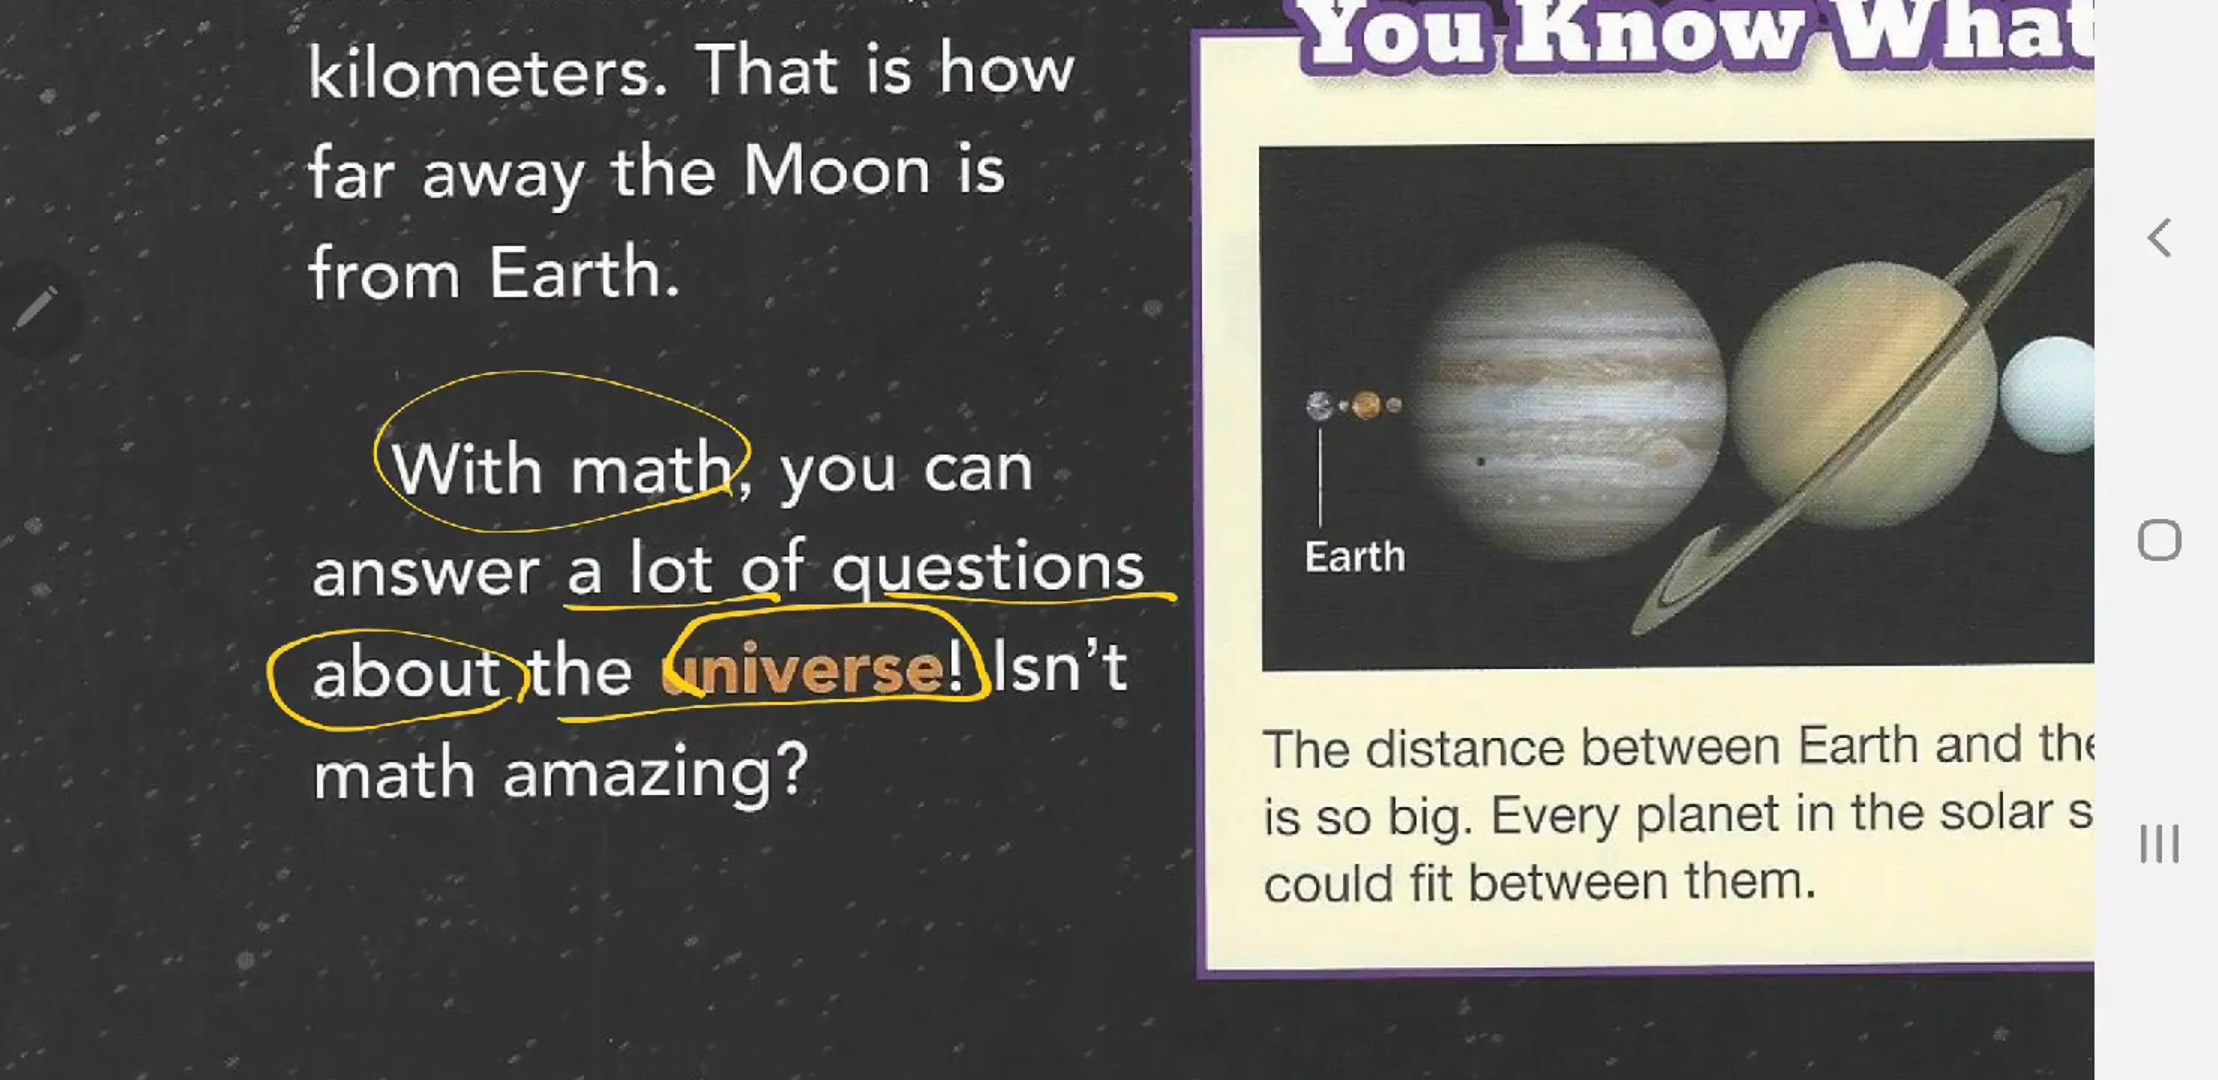 kilometers. That is how
far away the Moon is
from Earth.
With math, you can
answer a lot of questions
about the universe! Isn't
math amazing?
You Know What
Earth
The distance between Earth and the
is so big. Every planet in the solar s
could fit between them.